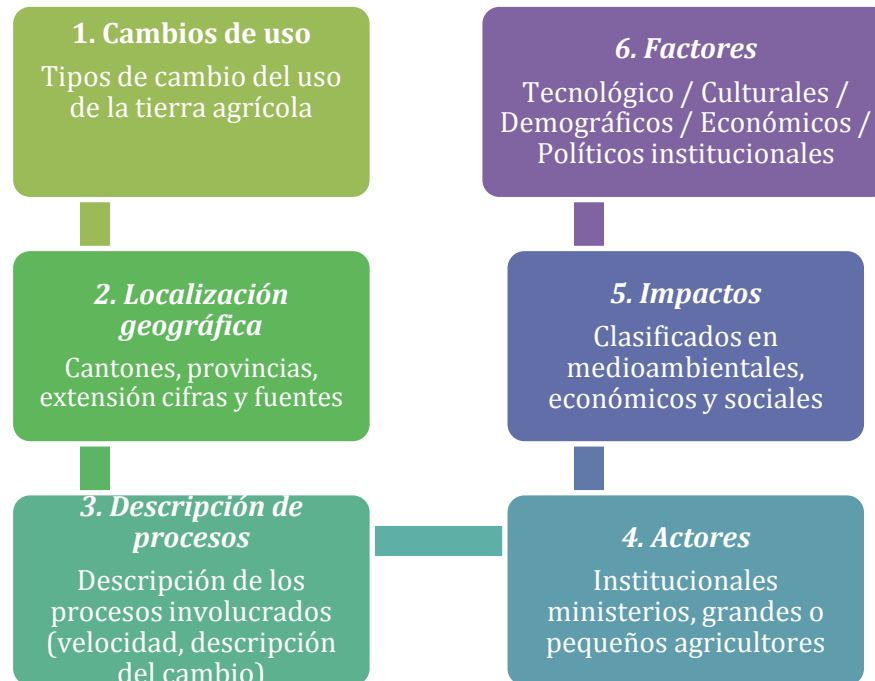 1. Cambios de uso
Tipos de cambio del uso
de la tierra agrícola
2. Localización
geográfica
Cantones, provincias,
extensión cifras y fuentes
3. Descripción de
procesos
Descripción de los
procesos involucrados
(velocidad, descripción
del cambio)
4. Actores
Institucionales
ministerios, grandes o
pequeños agricultores
5. Impactos
Clasificados en
medioambientales,
económicos y sociales
6. Factores
Tecnológico / Culturales /
Demográficos / Económicos /
Políticos institucionales